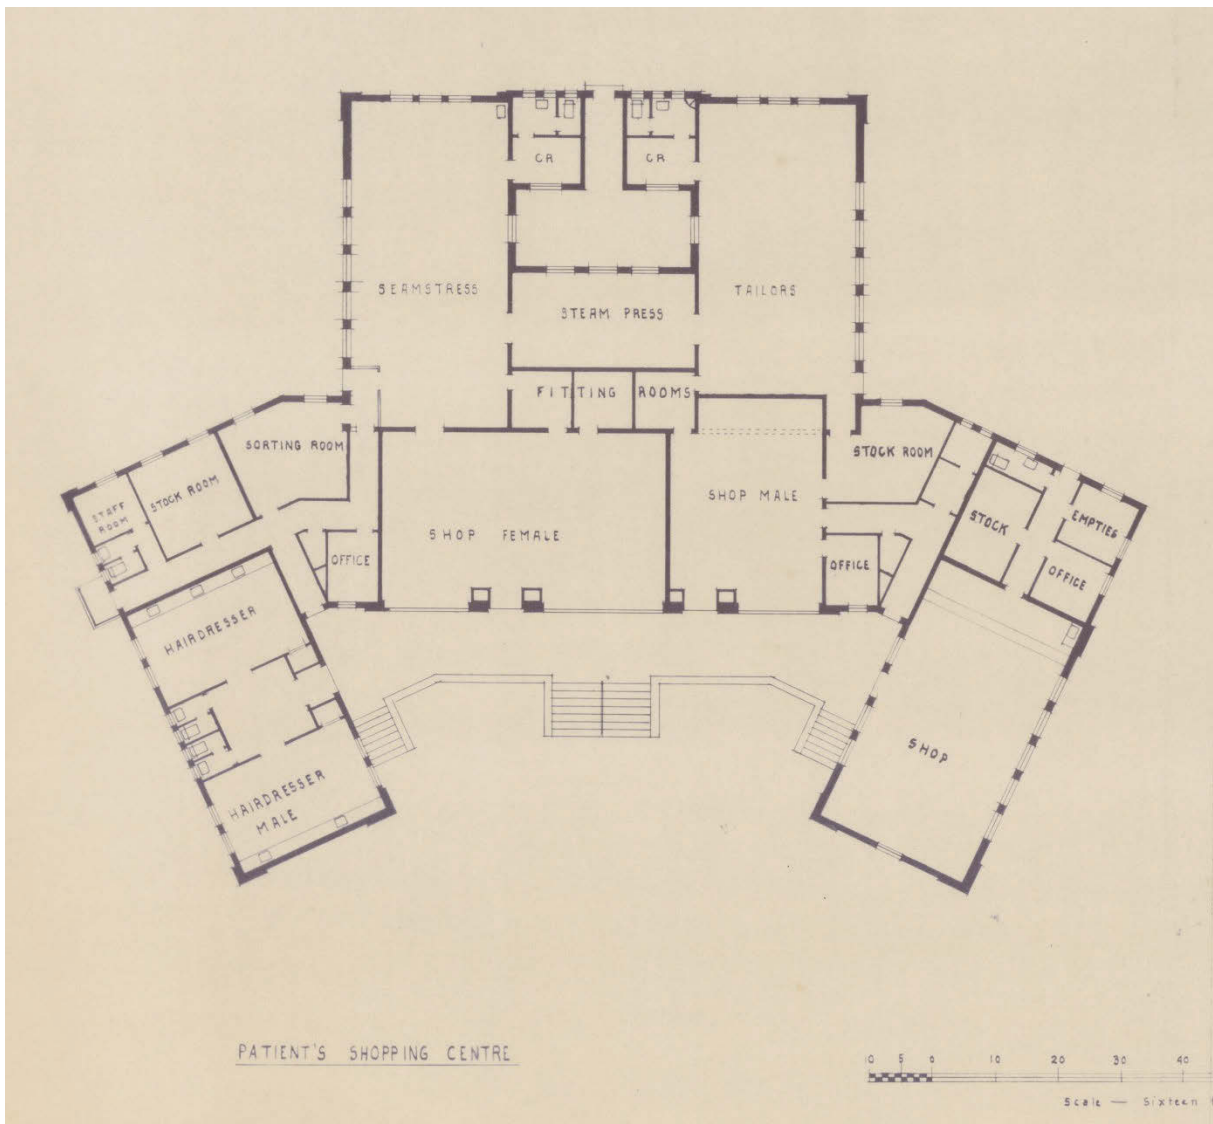 CR
CR
SEAMSTRESS
TAILORS
STEAM PRESS
FITTING ROOMS
SORTING ROOM
STOCK ROOM
STOCK ROOM
STAFF
ROOM
SHOP MALE
STOCK
EMPTIES
SHOP FEMALE
OFFICE
OFFICE
OFFICE
HAIRDRESSER
SHOP
HAIRDRESSER
MALE
PATIENT'S SHOPPING CENTRE
10 5 0 10 20 30 40
Scale — Sixteen